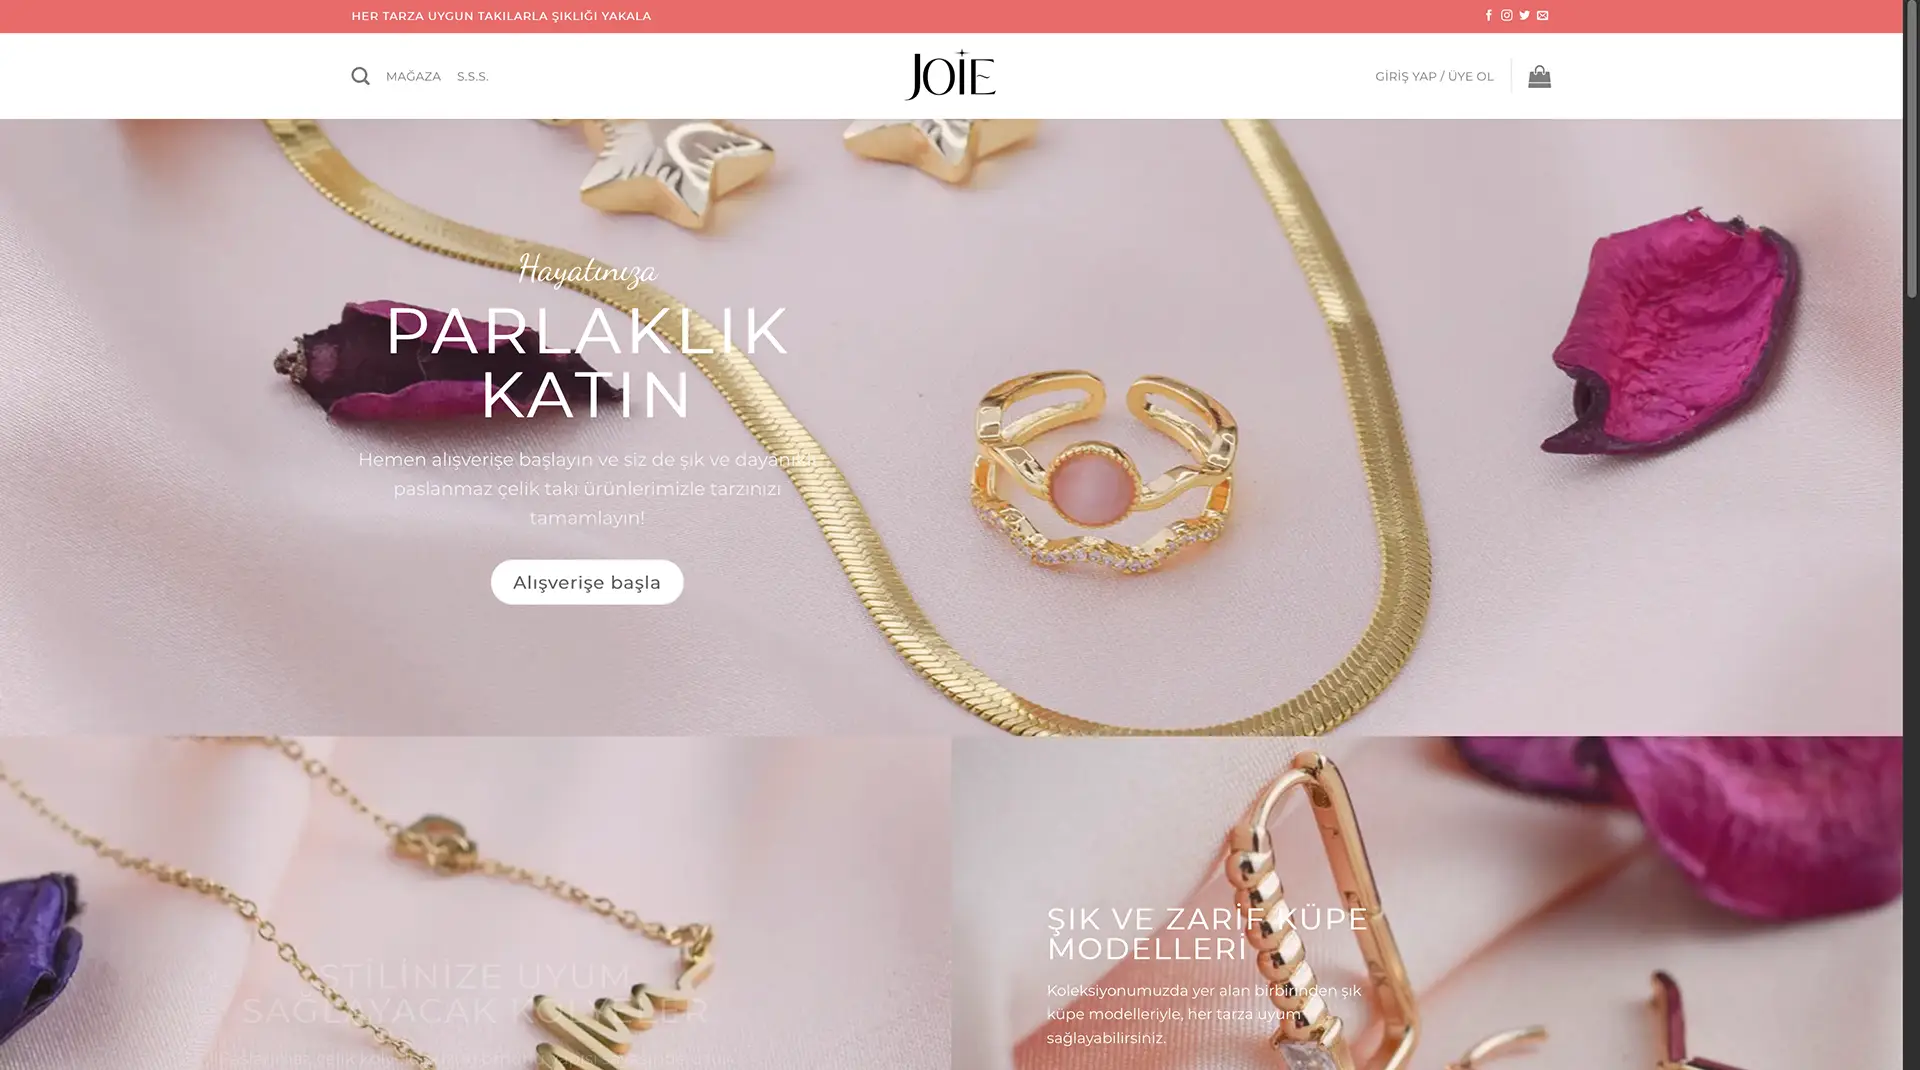 HER TARZA UYGUN TAKILARLA ŞIKLIĞI YAKALA
MAĞAZA S.S.S.
JOIE
GİRİŞ YAP / ÜYE OL
Hayatınıza
PARLAKLIK
KATIN
Hemen alışverişe başlayın ve siz de şık ve dayanıklı
paslanmaz çelik takı ürünlerimizle tarzınızı
tamamlayın!
Alışverişe başla
STİLİNİZE UYUM
SAĞLAYACAK KOLYELER
ŞIK VE ZARİF KÜPE
MODELLERİ
Koleksiyonumuzda yer alan birbirinden şık
küpe modelleriyle, her tarza uyum
sağlayabilirsiniz.